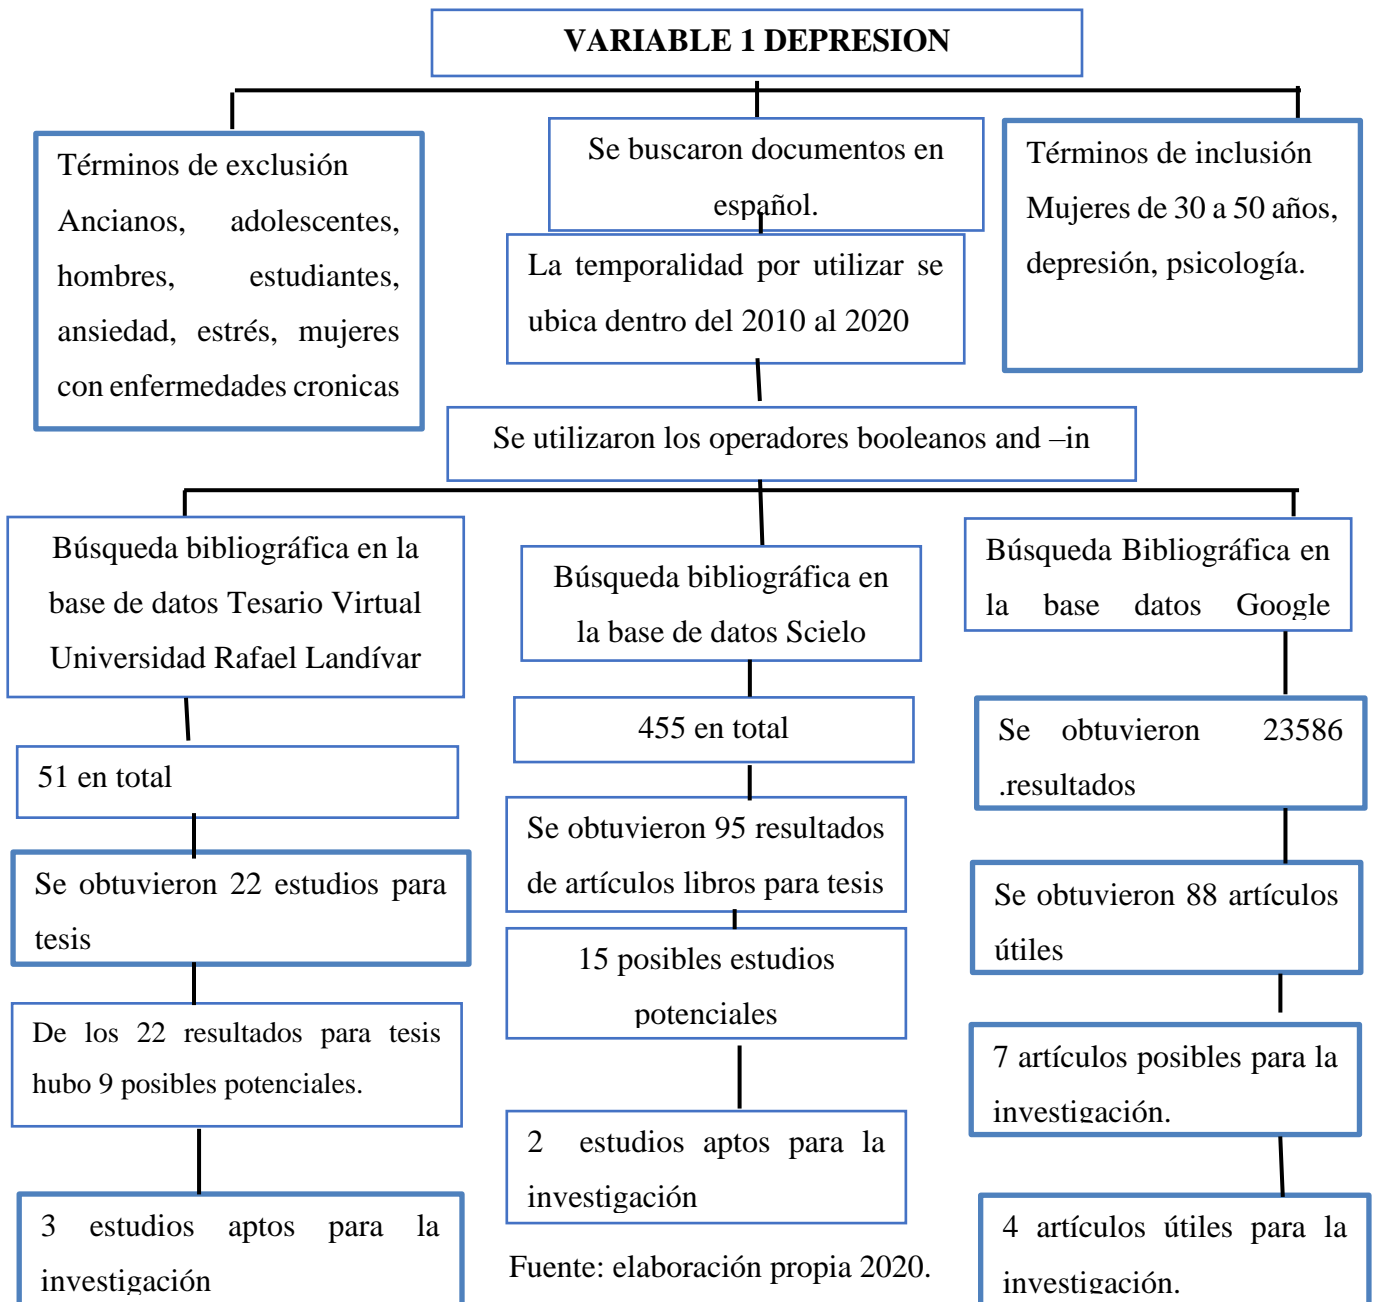 VARIABLE 1 DEPRESION
Términos de exclusión
Ancianos, adolescentes,
hombres, estudiantes,
ansiedad, estrés, mujeres
con enfermedades cronicas
Se buscaron documentos en
español.
La temporalidad por utilizar se
ubica dentro del 2010 al 2020
Términos de inclusión
Mujeres de 30 a 50 años,
depresión, psicología.
Se utilizaron los operadores booleanos and –in
Búsqueda bibliográfica en la
base de datos Tesario Virtual
Universidad Rafael Landívar
51 en total
Se obtuvieron 22 estudios para
tesis
De los 22 resultados para tesis
hubo 9 posibles potenciales.
3 estudios aptos para la
investigación
Búsqueda bibliográfica en
la base de datos Scielo
455 en total
Se obtuvieron 95 resultados
de artículos libros para tesis
15 posibles estudios
potenciales
2 estudios aptos para la
investigación
Búsqueda Bibliográfica en
la base datos Google
Se obtuvieron 23586
.resultados
Se obtuvieron 88 artículos
útiles
7 artículos posibles para la
investigación.
4 artículos útiles para la
investigación.
Fuente: elaboración propia 2020.